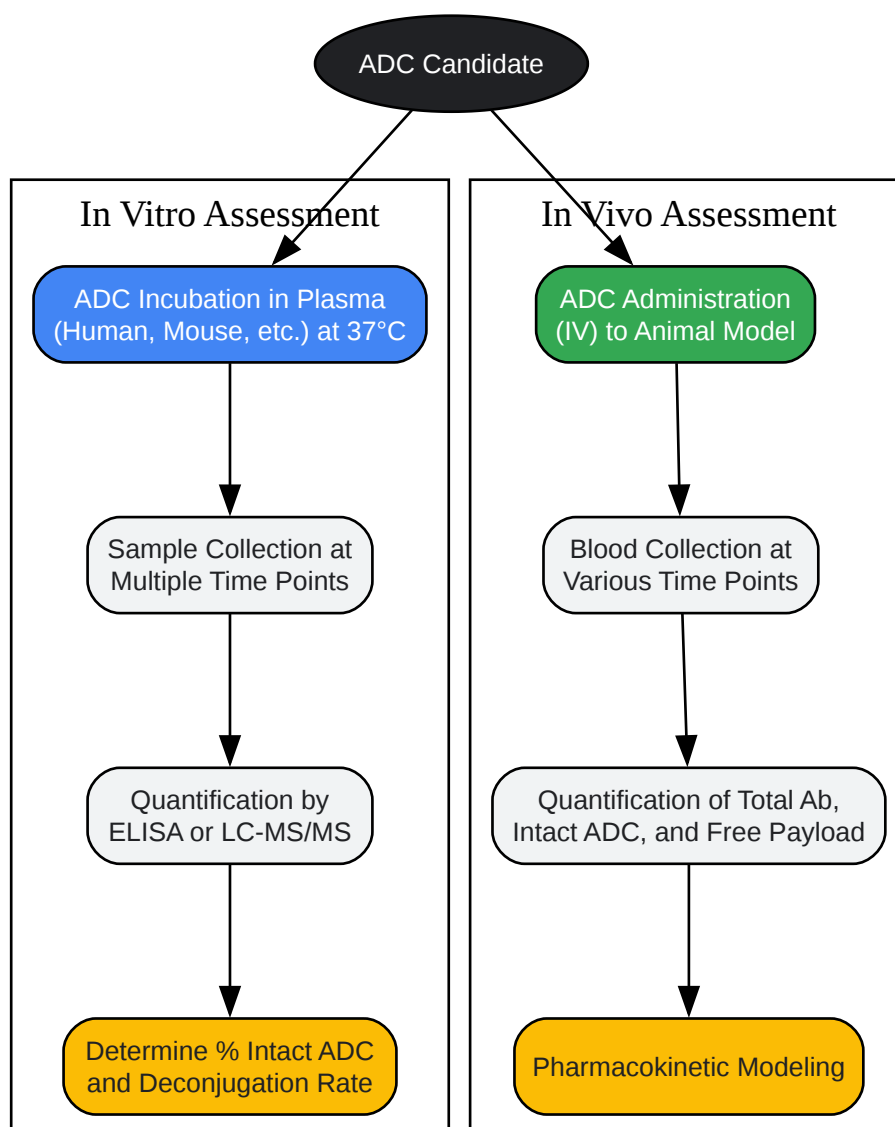 ADC Candidate
In Vitro Assessment
ADC Incubation in Plasma
(Human, Mouse, etc.) at 37°C
Sample Collection at
Multiple Time Points
Quantification by
ELISA or LC-MS/MS
Determine % Intact ADC
and Deconjugation Rate
In Vivo Assessment
ADC Administration
(IV) to Animal Model
Blood Collection at
Various Time Points
Quantification of Total Ab,
Intact ADC, and Free Payload
Pharmacokinetic Modeling